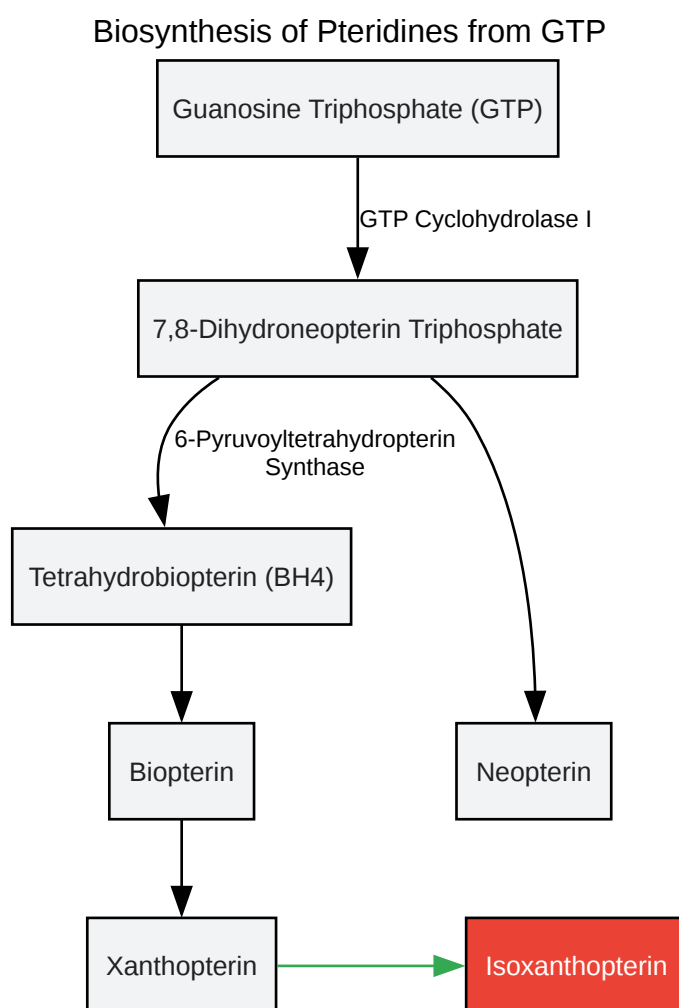 Biosynthesis of Pteridines from GTP
Guanosine Triphosphate (GTP)
GTP Cyclohydrolase I
7,8-Dihydroneopterin Triphosphate
6-Pyruvoyltetrahydropterin
Synthase
Tetrahydrobiopterin (BH4)
Biopterin
Neopterin
Xanthopterin
Isoxanthopterin